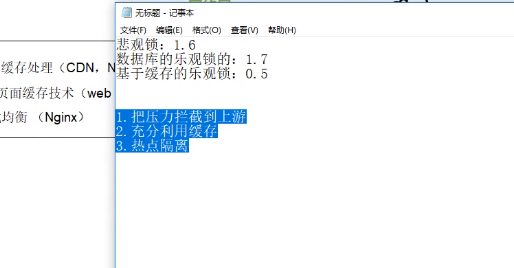 无标题 - 记事本
文件(F) 编辑(E) 格式(O) 查看(V) 帮助(H)
悲观锁：1.6
数据库的乐观锁的：1.7
基于缓存的乐观锁：0.5
1.把压力拦截到上游
2.充分利用缓存
3.热点隔离
缓存处理（CDN，N
页面缓存技术（web
均衡 （Nginx）